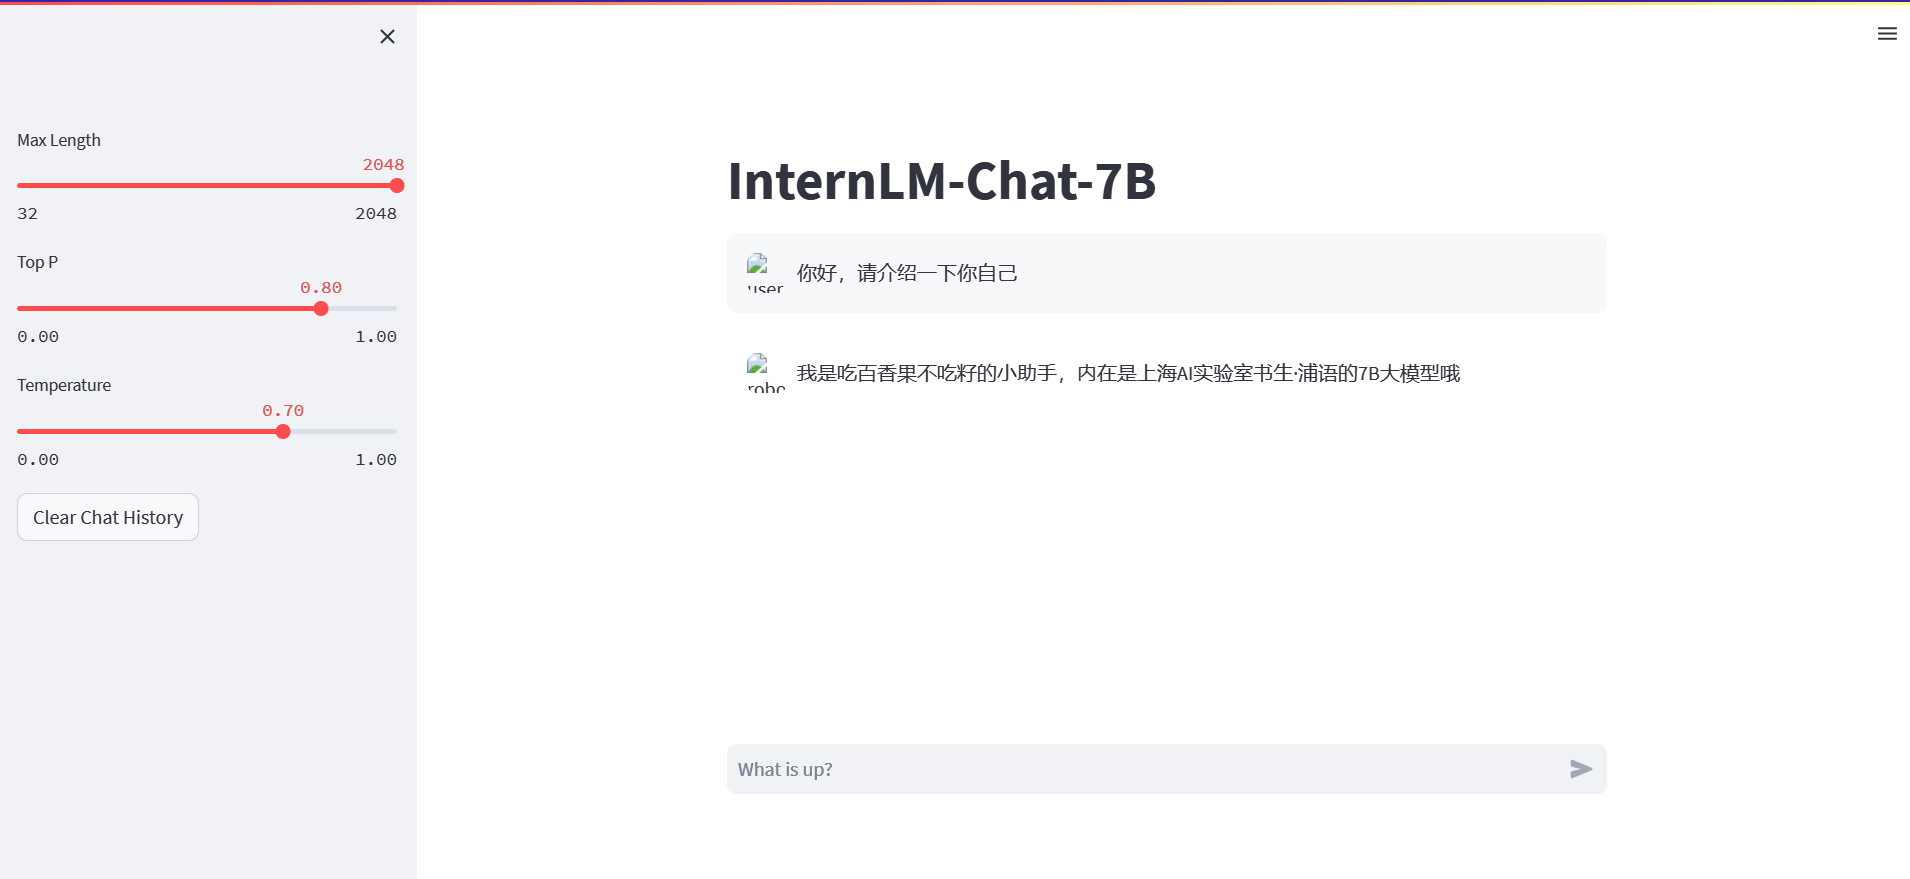 Max Length
2048
32 2048
Top P
0.80
0.00 1.00
Temperature
0.70
0.00 1.00
Clear Chat History
InternLM-Chat-7B
user 你好，请介绍一下你自己
robo 我是吃百香果不吃籽的小助手，内在是上海AI实验室书生·浦语的7B大模型哦
What is up?